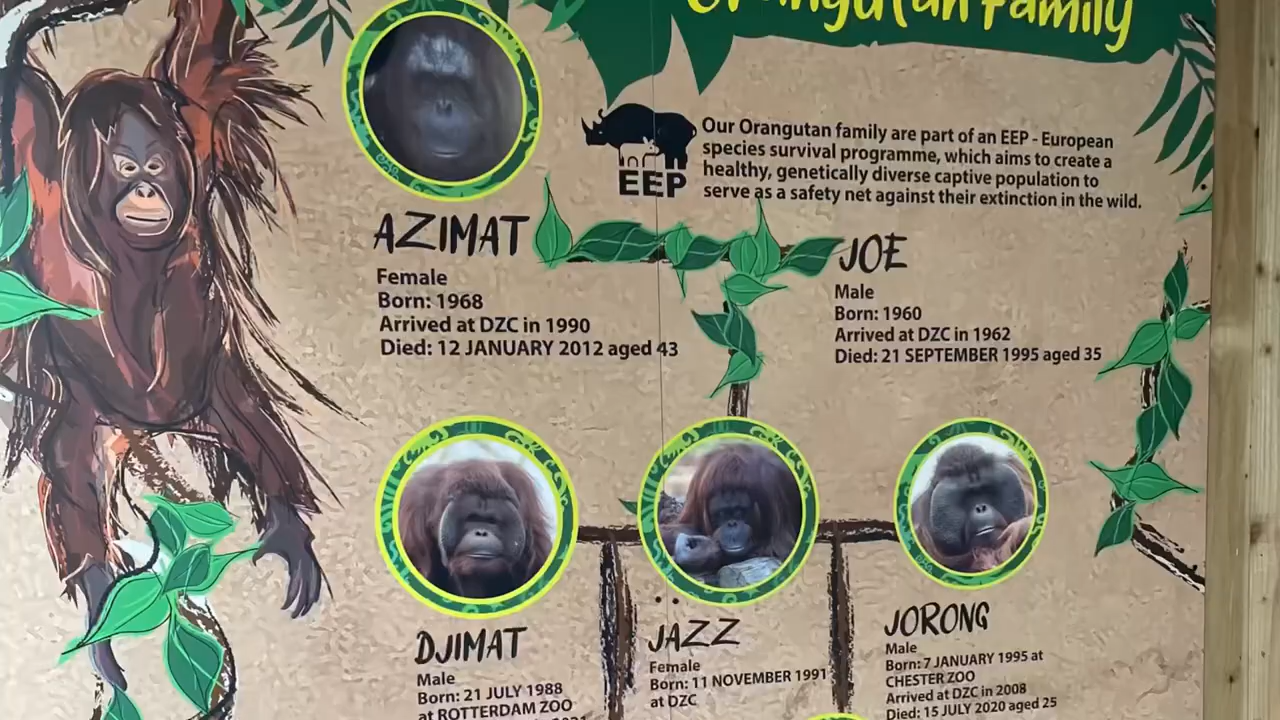 Orangutan Family
Our Orangutan family are part of an EEP - European
species survival programme, which aims to create a
healthy, genetically diverse captive population to
serve as a safety net against their extinction in the wild.
EEP
AZIMAT
Female
Born: 1968
Arrived at DZC in 1990
Died: 12 JANUARY 2012 aged 43
JOE
Male
Born: 1960
Arrived at DZC in 1962
Died: 21 SEPTEMBER 1995 aged 35
DJIMAT
Male
Born: 21 JULY 1988
at ROTTERDAM ZOO
JAZZ
Female
Born: 11 NOVEMBER 1991
at DZC
JORONG
Male
Born: 7 JANUARY 1995 at
CHESTER ZOO
Arrived at DZC in 2008
Died: 15 JULY 2020 aged 25